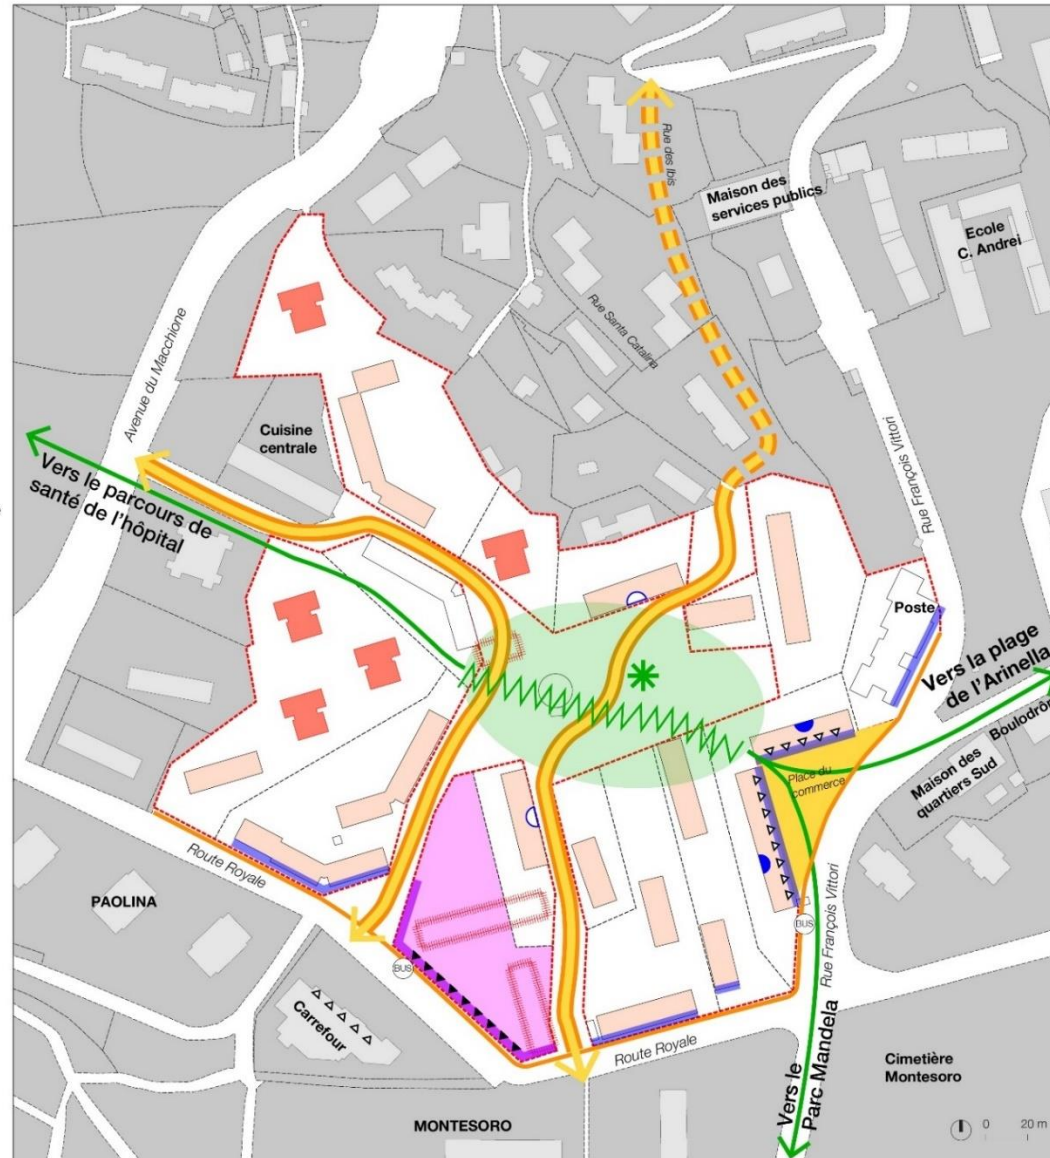 Rue des Ibis
Maison des
services publics
Ecole
C. Andrei
Rue Santa Catalina
Avenue du Macchione
Rue François Vittori
Cuisine
centrale
Vers le parcours de
santé de l'hôpital
Poste
Vers la plage
de l'Arinella
Boulodrôm
Place du
commerce
Maison des
quartiers Sud
Route Royale
PAOLINA
BUS
BUS
Rue François Vittori
Carrefour
Route Royale
Vers le
Parc Mandela
Cimetière
Montesoro
MONTESORO
0 20 m